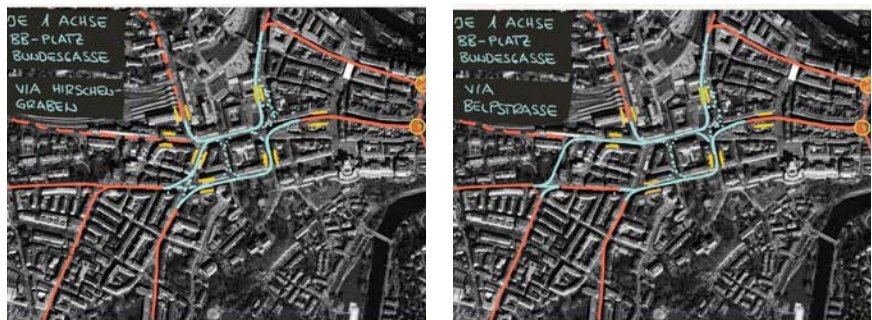 JE 1 ACHSE
BB-PLATZ
BUNDESGASSE
VIA HIRSCHEN-
GRABEN
JE 1 ACHSE
BB-PLATZ
BUNDESGASSE
VIA
BELPSTRASSE